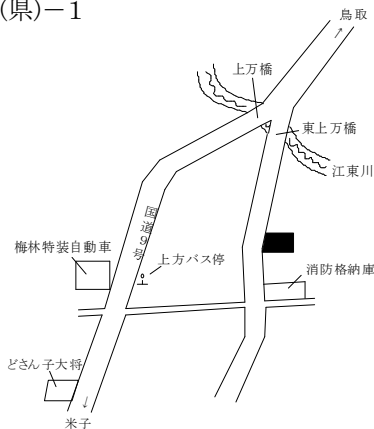 (県)-1
鳥取
→
上万橋
東上万橋
江東川
国道9号
梅林特装自動車
上方バス停
消防格納庫
どさん子大将
←
米子